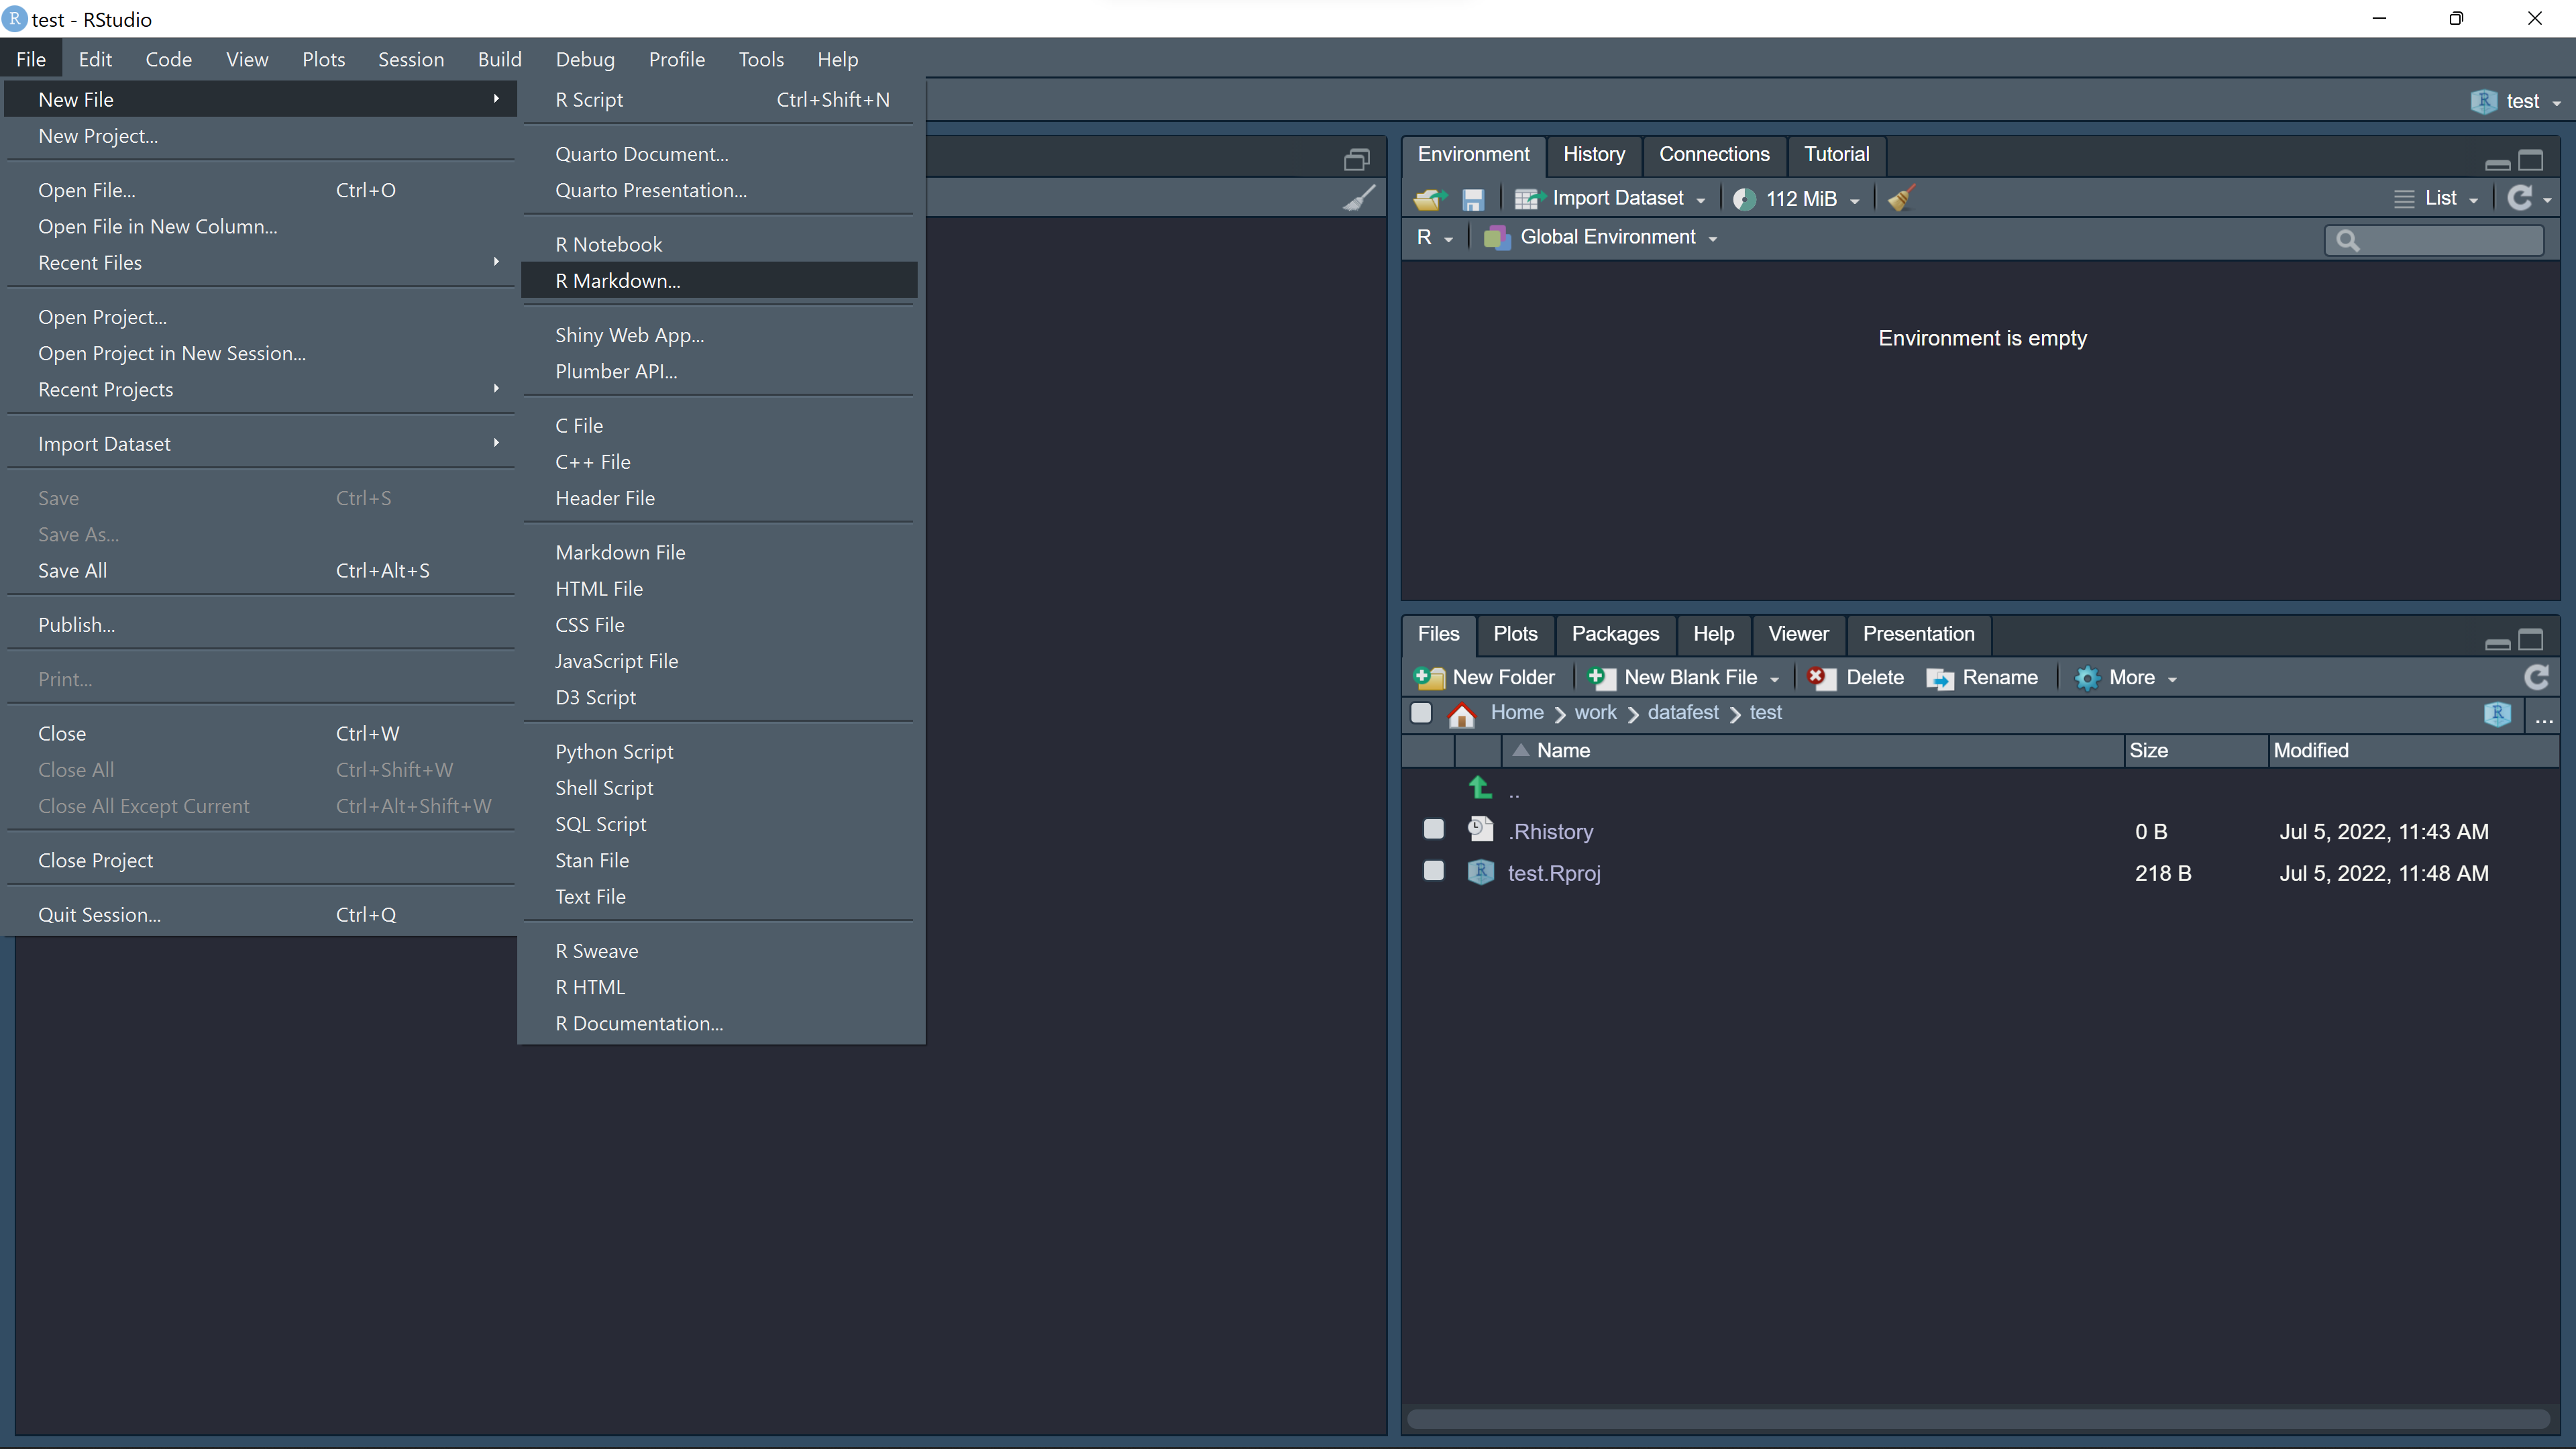 test - RStudio
File Edit Code View Plots Session Build Debug Profile Tools Help
New File
New Project...
Open File... Ctrl+O
Open File in New Column...
Recent Files
Open Project...
Open Project in New Session...
Recent Projects
Import Dataset
Save Ctrl+S
Save As...
Save All Ctrl+Alt+S
Publish...
Print...
Close Ctrl+W
Close All Ctrl+Shift+W
Close All Except Current Ctrl+Alt+Shift+W
Close Project
Quit Session... Ctrl+Q
R Script Ctrl+Shift+N
Quarto Document...
Quarto Presentation...
R Notebook
R Markdown...
Shiny Web App...
Plumber API...
C File
C++ File
Header File
Markdown File
HTML File
CSS File
JavaScript File
D3 Script
Python Script
Shell Script
SQL Script
Stan File
Text File
R Sweave
R HTML
R Documentation...
test
Environment History Connections Tutorial
Import Dataset 112 MiB List
R Global Environment
Environment is empty
Files Plots Packages Help Viewer Presentation
New Folder New Blank File Delete Rename More
Home work datafest test ...
Name Size Modified
..
.Rhistory 0 B Jul 5, 2022, 11:43 AM
test.Rproj 218 B Jul 5, 2022, 11:48 AM